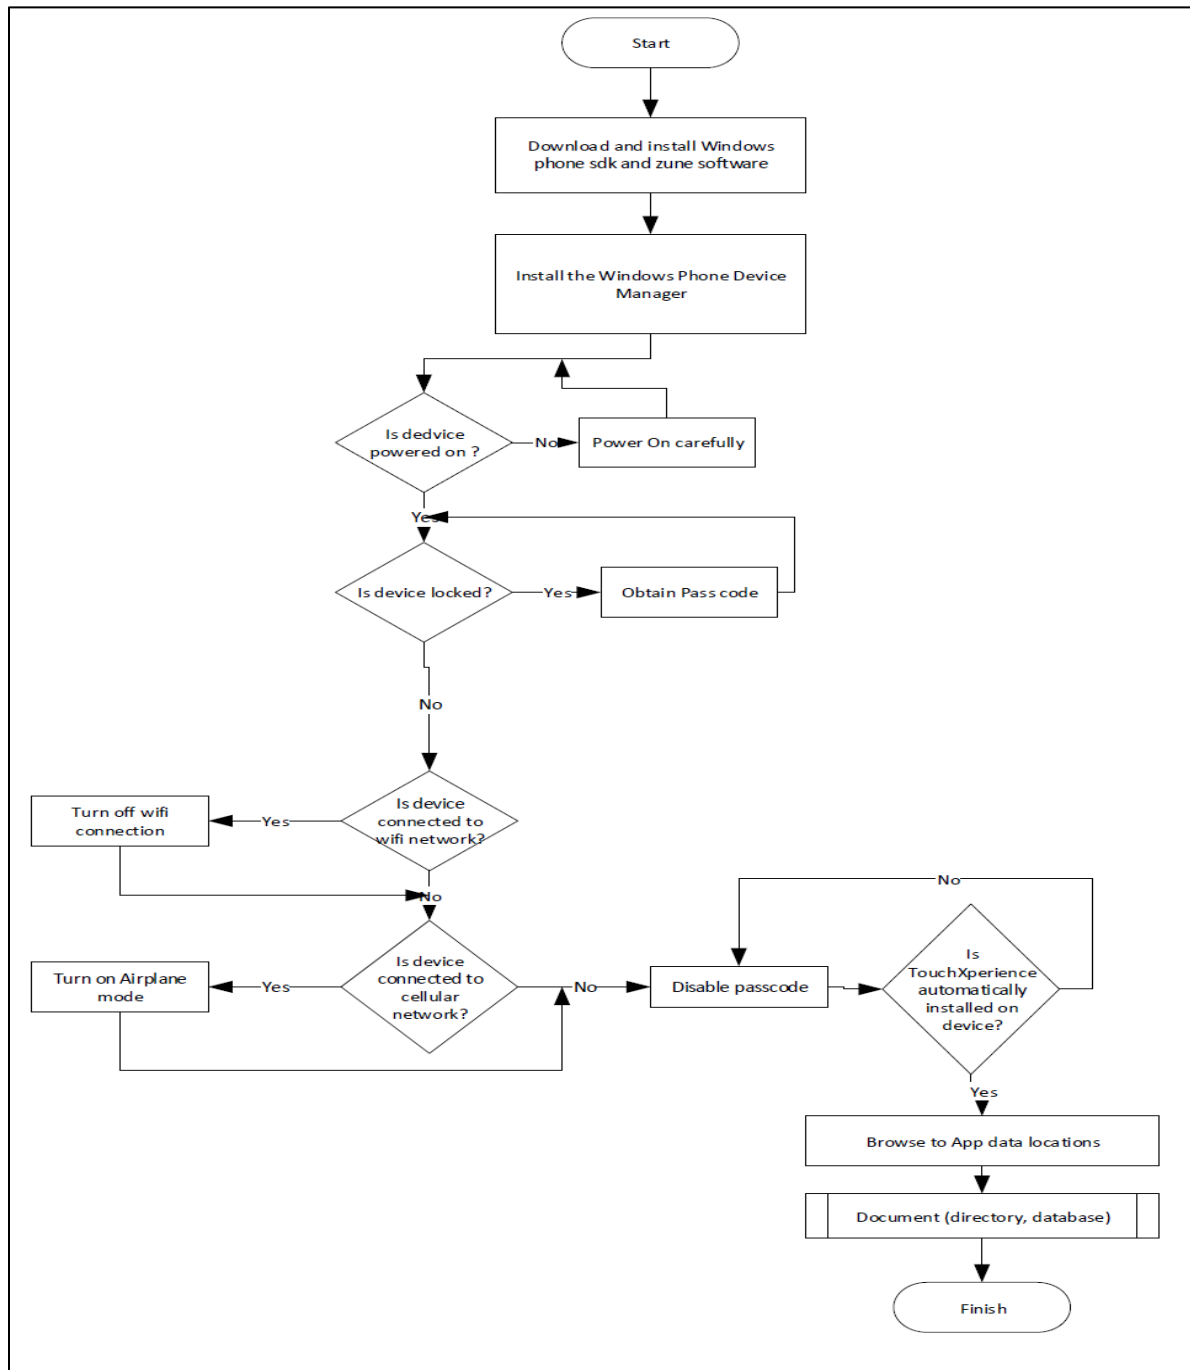 Start
Download and install Windows
phone sdk and zune software
Install the Windows Phone Device
Manager
Is dedvice
powered on ?
No
Power On carefully
Yes
Is device locked?
Yes
Obtain Pass code
No
Is device
connected to
wifi network?
Yes
Turn off wifi
connection
No
Is device
connected to
cellular
network?
Yes
Turn on Airplane
mode
No
Disable passcode
Is
TouchXperience
automatically
installed on
device?
No
Yes
Browse to App data locations
Document (directory, database)
Finish